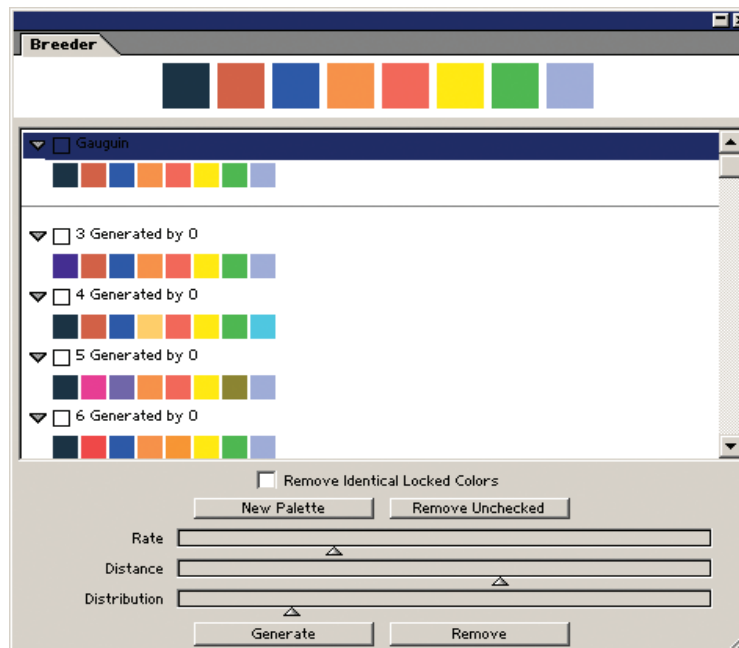 Breeder
Gauguin
3 Generated by 0
4 Generated by 0
5 Generated by 0
6 Generated by 0
Remove Identical Locked Colors
New Palette Remove Unchecked
Rate
Distance
Distribution
Generate Remove